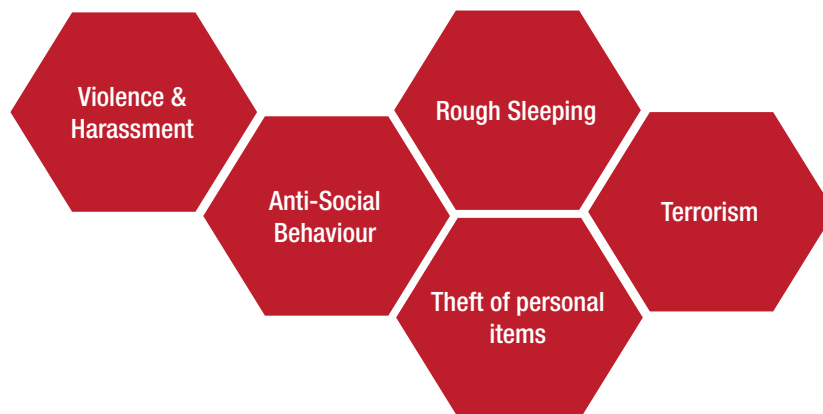 Violence &
Harassment
Rough Sleeping
Anti-Social
Behaviour
Terrorism
Theft of personal
items